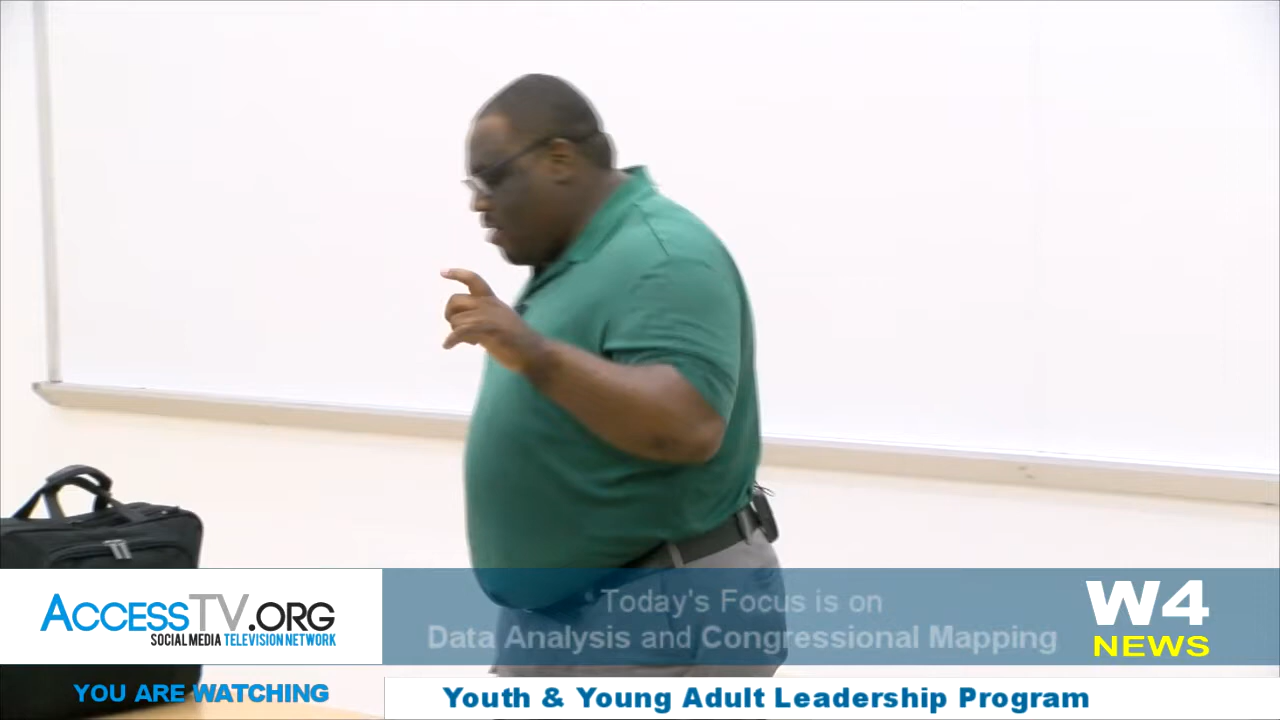 ACCESSTV.ORG
SOCIAL MEDIA TELEVISION NETWORK
* Today's Focus is on
Data Analysis and Congressional Mapping
W4
NEWS
YOU ARE WATCHING
Youth & Young Adult Leadership Program